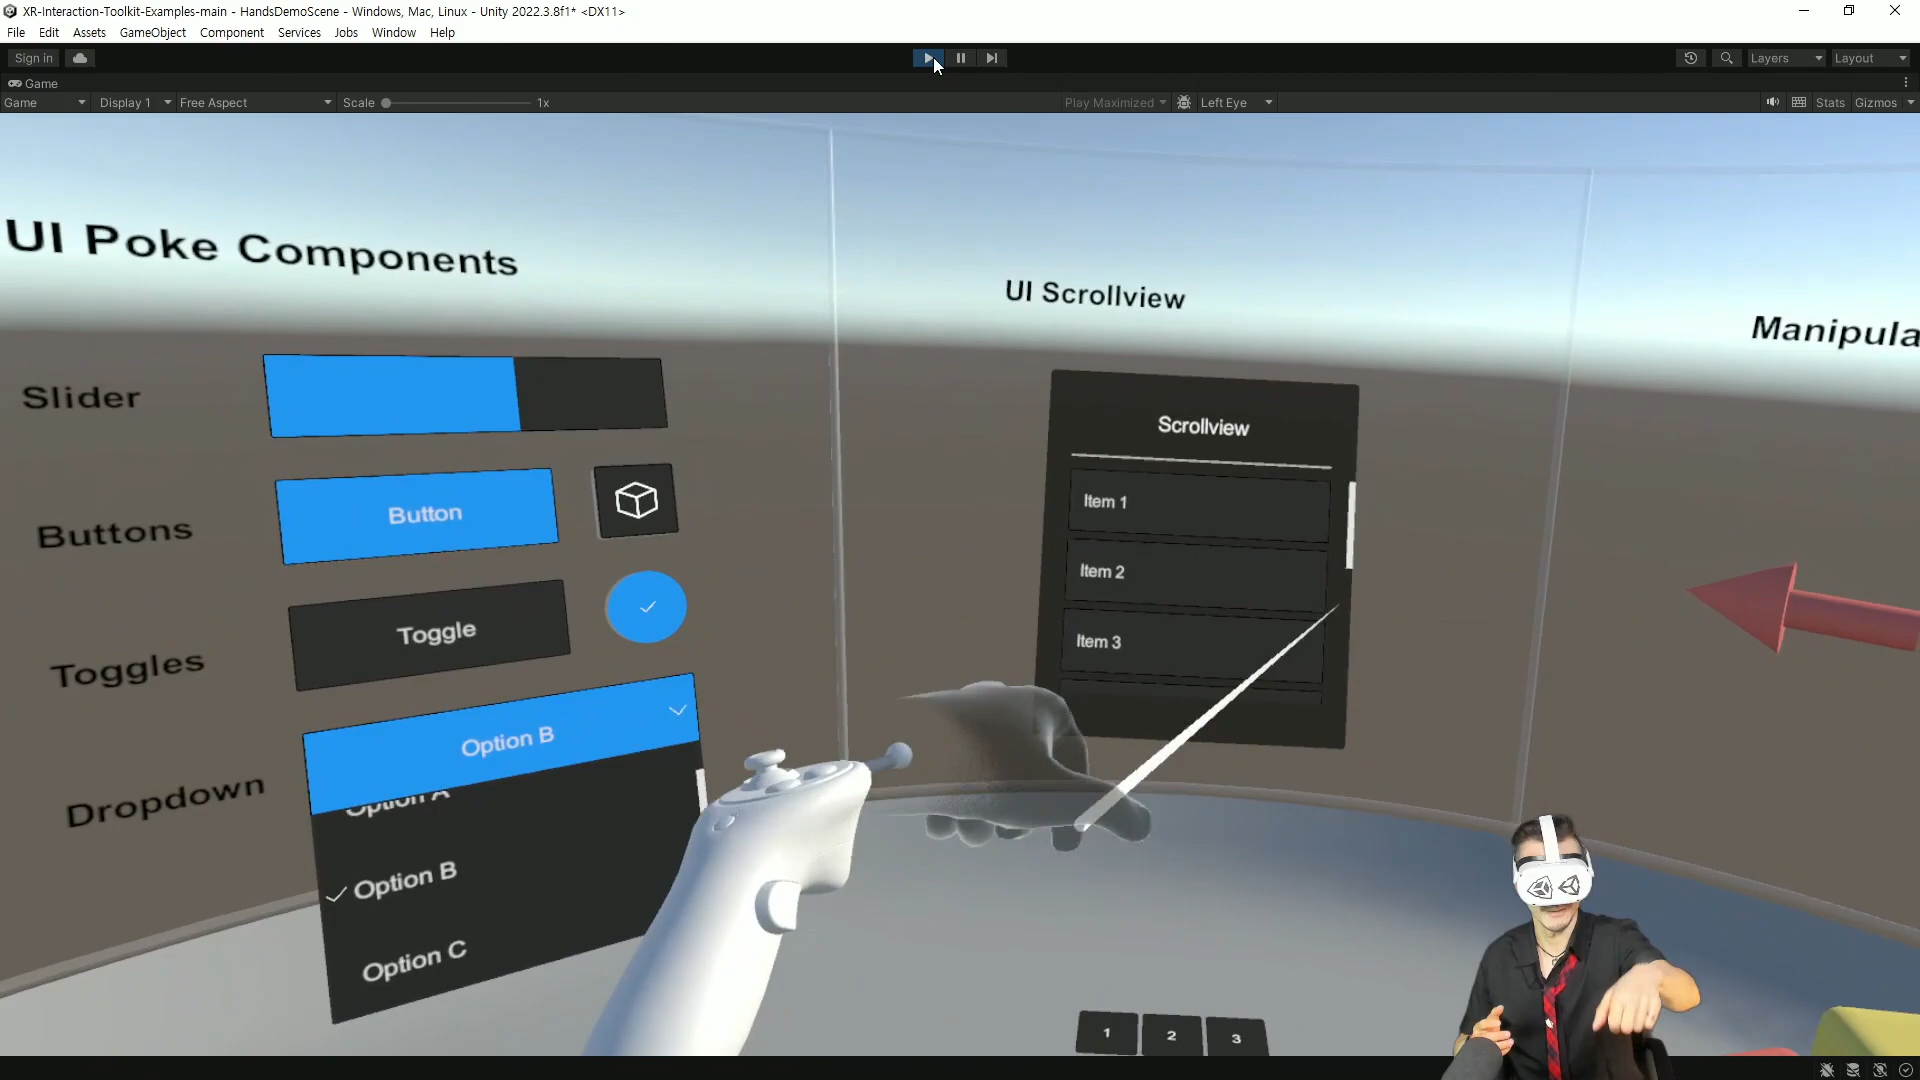 XR-Interaction-Toolkit-Examples-main - HandsDemoScene - Windows, Mac, Linux - Unity 2022.3.8f1* <DX11>
File Edit Assets GameObject Component Services Jobs Window Help
Sign in
Layers
Layout
Game
Game
Display 1
Free Aspect
Scale
1x
Play Maximized
Left Eye
Stats
Gizmos
UI Poke Components
Slider
Buttons
Button
Toggles
Toggle
Dropdown
Option B
Option A
Option B
Option C
UI Scrollview
Scrollview
Item 1
Item 2
Item 3
Manipula
1 2 3